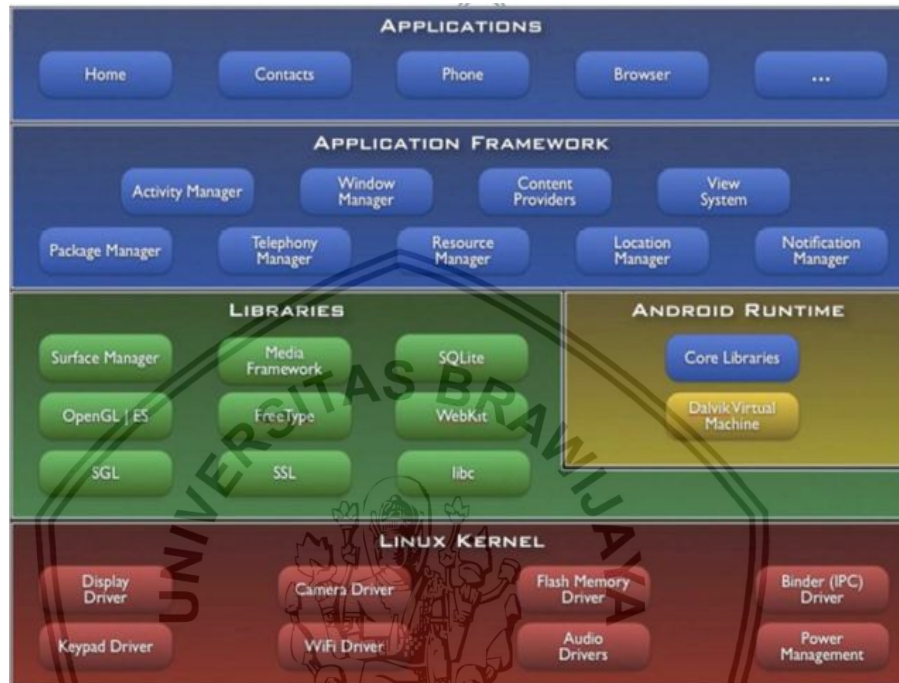 APPLICATIONS
Home
Contacts
Phone
Browser
...
APPLICATION FRAMEWORK
Activity Manager
Window
Manager
Content
Providers
View
System
Package Manager
Telephony
Manager
Resource
Manager
Location
Manager
Notification
Manager
LIBRARIES
Surface Manager
Media
Framework
SQLite
OpenGL | ES
FreeType
WebKit
SGL
SSL
libc
ANDROID RUNTIME
Core Libraries
Dalvik Virtual
Machine
LINUX KERNEL
Display
Driver
Camera Driver
Flash Memory
Driver
Binder (IPC)
Driver
Keypad Driver
WiFi Driver
Audio
Drivers
Power
Management
UNIVERSITAS BRAWIJAYA